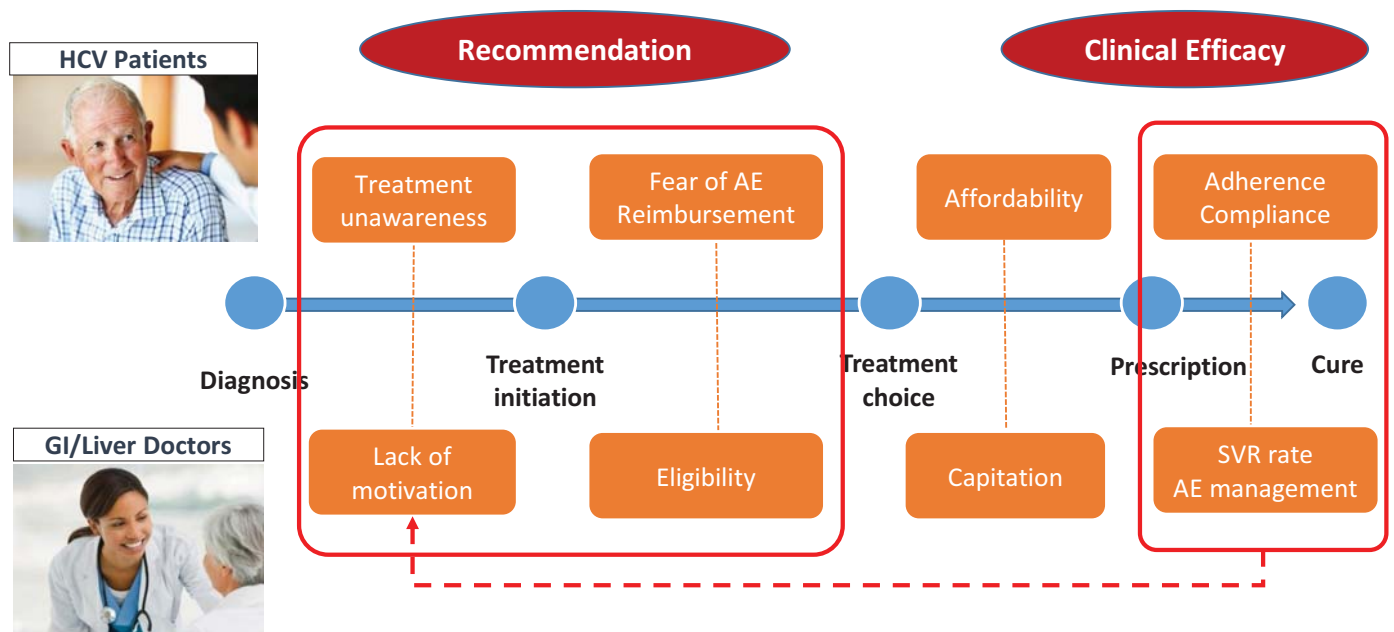 Recommendation
Clinical Efficacy
HCV Patients
Treatment
unawareness
Fear of AE
Reimbursement
Affordability
Adherence
Compliance
Diagnosis
Treatment
initiation
Treatment
choice
Prescription
Cure
GI/Liver Doctors
Lack of
motivation
Eligibility
Capitation
SVR rate
AE management